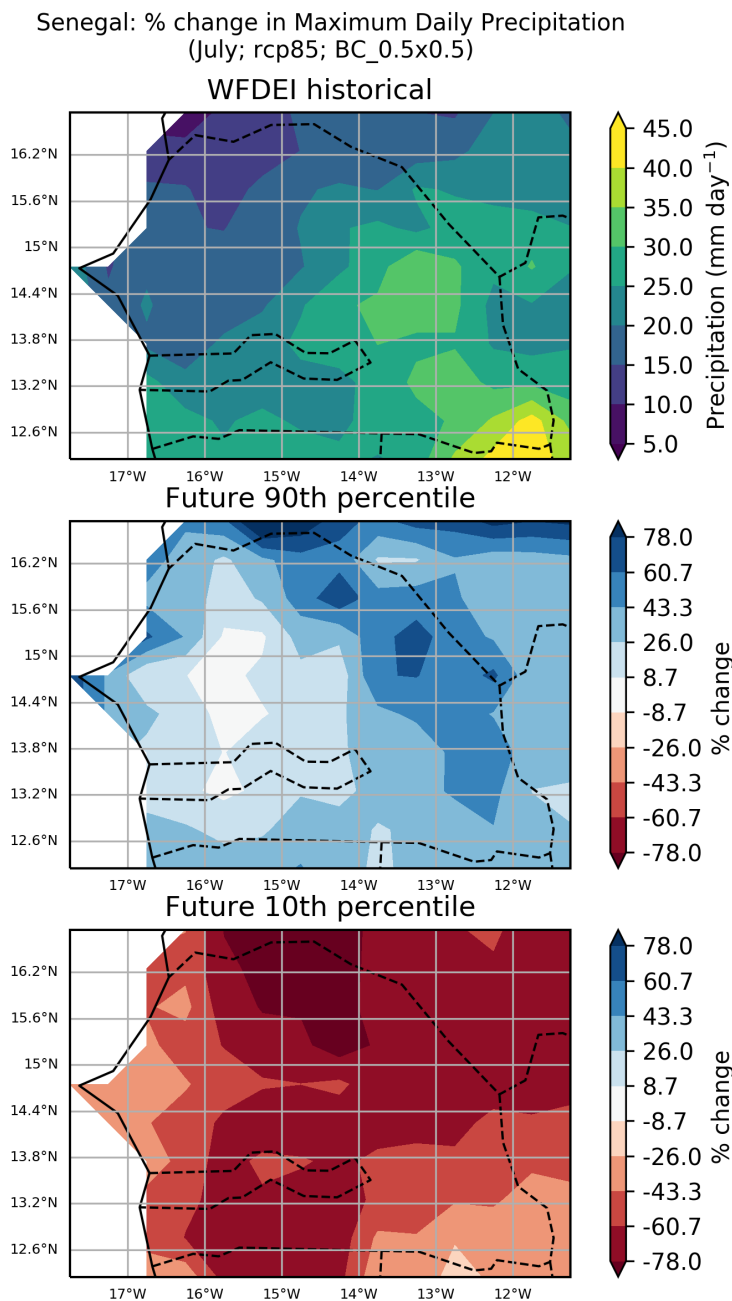 Senegal: % change in Maximum Daily Precipitation
(July; rcp85; BC_0.5x0.5)
WFDEI historical
16.2°N
15.6°N
15°N
14.4°N
13.8°N
13.2°N
12.6°N
17°W 16°W 15°W 14°W 13°W 12°W
45.0
40.0
35.0
30.0
25.0
20.0
15.0
10.0
5.0
Precipitation (mm day⁻¹)
Future 90th percentile
16.2°N
15.6°N
15°N
14.4°N
13.8°N
13.2°N
12.6°N
17°W 16°W 15°W 14°W 13°W 12°W
78.0
60.7
43.3
26.0
8.7
-8.7
-26.0
-43.3
-60.7
-78.0
% change
Future 10th percentile
16.2°N
15.6°N
15°N
14.4°N
13.8°N
13.2°N
12.6°N
17°W 16°W 15°W 14°W 13°W 12°W
78.0
60.7
43.3
26.0
8.7
-8.7
-26.0
-43.3
-60.7
-78.0
% change